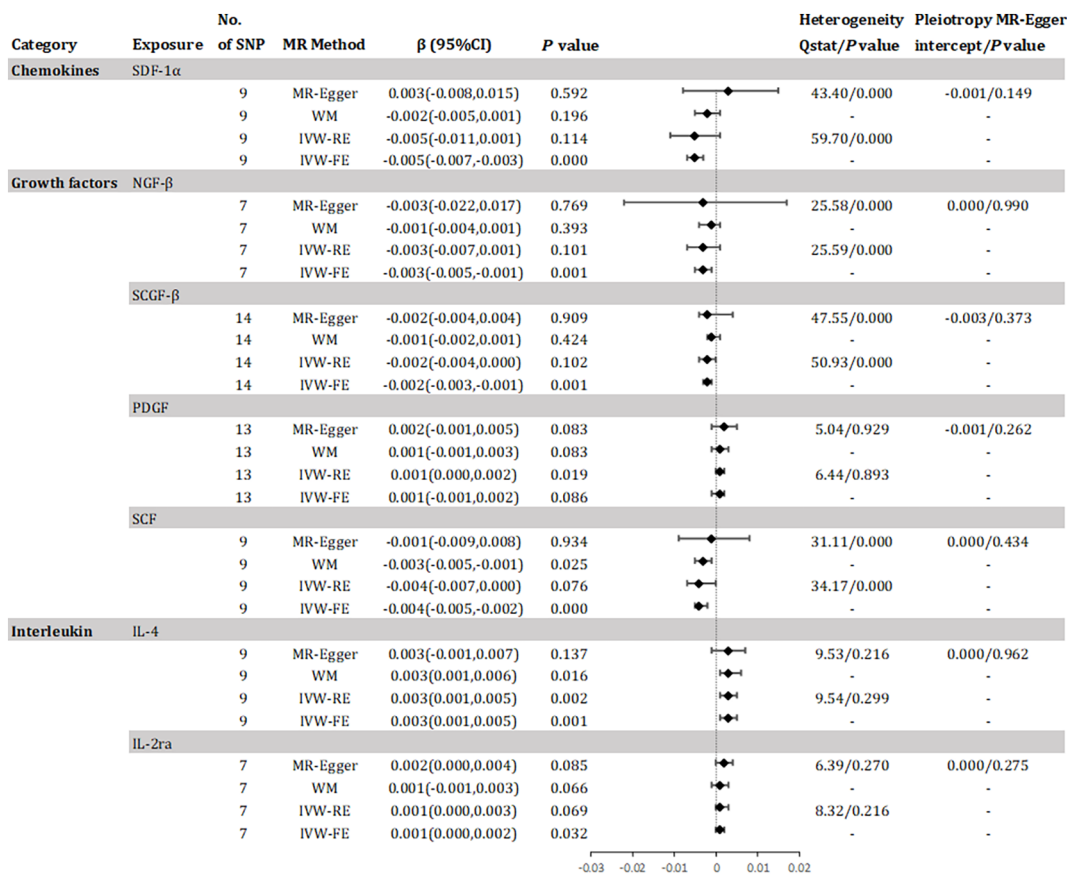 No. Heterogeneity Pleiotropy MR-Egger
Category Exposure of SNP MR Method β (95%CI) P value Qstat/P value intercept/P value
Chemokines SDF-1α
9 MR-Egger 0.003(-0.008,0.015) 0.592 43.40/0.000 -0.001/0.149
9 WM -0.002(-0.005,0.001) 0.196 - -
9 IVW-RE -0.005(-0.011,0.001) 0.114 59.70/0.000 -
9 IVW-FE -0.005(-0.007,-0.003) 0.000 - -
Growth factors NGF-β
7 MR-Egger -0.003(-0.022,0.017) 0.769 25.58/0.000 0.000/0.990
7 WM -0.001(-0.004,0.001) 0.393 - -
7 IVW-RE -0.003(-0.007,0.001) 0.101 25.59/0.000 -
7 IVW-FE -0.003(-0.005,-0.001) 0.001 - -
SCGF-β
14 MR-Egger -0.002(-0.004,0.004) 0.909 47.55/0.000 -0.003/0.373
14 WM -0.001(-0.002,0.001) 0.424 - -
14 IVW-RE -0.002(-0.004,0.000) 0.102 50.93/0.000 -
14 IVW-FE -0.002(-0.003,-0.001) 0.001 - -
PDGF
13 MR-Egger 0.002(-0.001,0.005) 0.083 5.04/0.929 -0.001/0.262
13 WM 0.001(-0.001,0.003) 0.083 - -
13 IVW-RE 0.001(0.000,0.002) 0.019 6.44/0.893 -
13 IVW-FE 0.001(-0.001,0.002) 0.086 - -
SCF
9 MR-Egger -0.001(-0.009,0.008) 0.934 31.11/0.000 0.000/0.434
9 WM -0.003(-0.005,-0.001) 0.025 - -
9 IVW-RE -0.004(-0.007,0.000) 0.076 34.17/0.000 -
9 IVW-FE -0.004(-0.005,-0.002) 0.000 - -
Interleukin IL-4
9 MR-Egger 0.003(-0.001,0.007) 0.137 9.53/0.216 0.000/0.962
9 WM 0.003(0.001,0.006) 0.016 - -
9 IVW-RE 0.003(0.001,0.005) 0.002 9.54/0.299 -
9 IVW-FE 0.003(0.001,0.005) 0.001 - -
IL-2ra
7 MR-Egger 0.002(0.000,0.004) 0.085 6.39/0.270 0.000/0.275
7 WM 0.001(-0.001,0.003) 0.066 - -
7 IVW-RE 0.001(0.000,0.003) 0.069 8.32/0.216 -
7 IVW-FE 0.001(0.000,0.002) 0.032 - -
-0.03 -0.02 -0.01 0 0.01 0.02